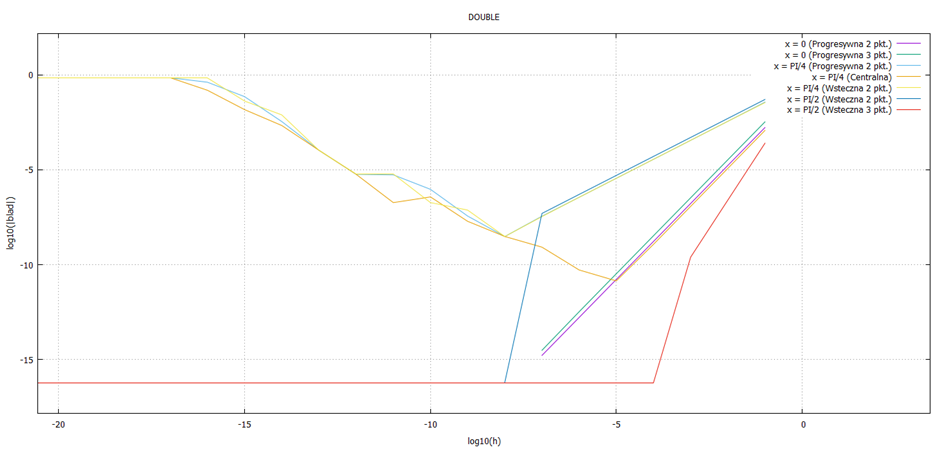 DOUBLE
x = 0 (Progresywna 2 pkt.)
x = 0 (Progresywna 3 pkt.)
x = PI/4 (Progresywna 2 pkt.)
x = PI/4 (Centralna)
x = PI/4 (Wsteczna 2 pkt.)
x = PI/2 (Wsteczna 2 pkt.)
x = PI/2 (Wsteczna 3 pkt.)
0
-5
-10
-15
log10(|blad|)
-20
-15
-10
-5
0
log10(h)